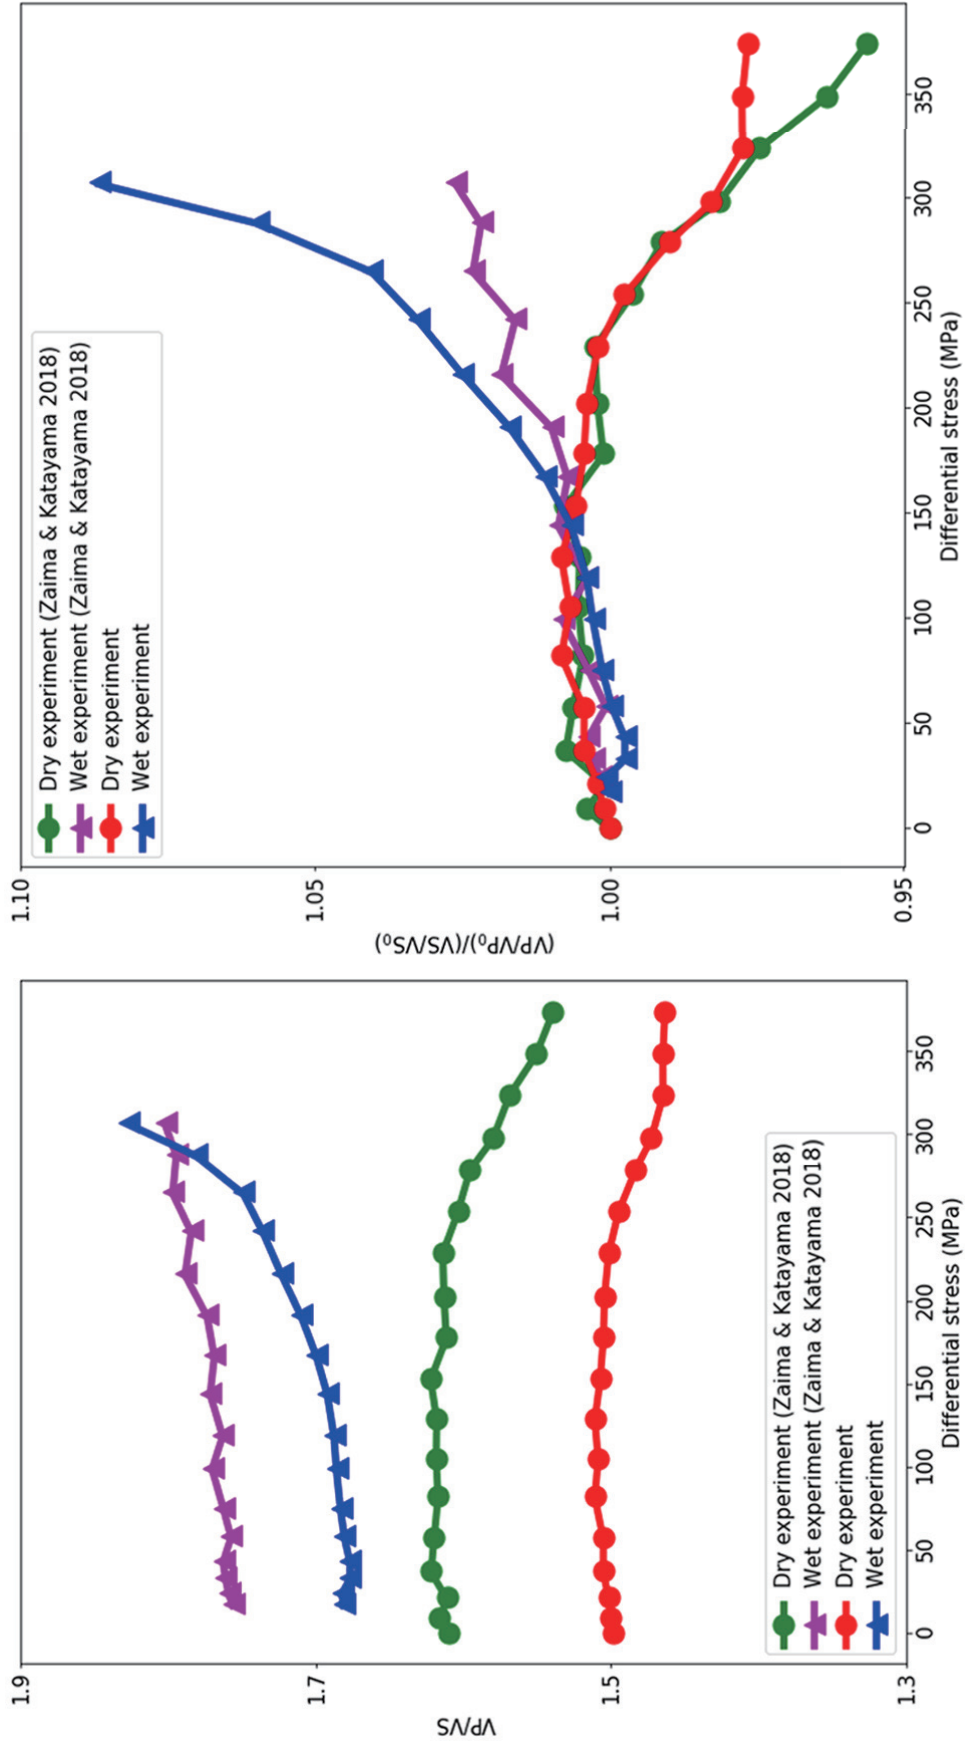 1.9
1.7
1.5
1.3
VP/VS
0
50
100
150
200
250
300
350
Differential stress (MPa)
Dry experiment (Zaima & Katayama 2018)
Wet experiment (Zaima & Katayama 2018)
Dry experiment
Wet experiment
1.10
1.05
1.00
0.95
(VP/VP₀)/(VS/VS₀)
0
50
100
150
200
250
300
350
Differential stress (MPa)
Dry experiment (Zaima & Katayama 2018)
Wet experiment (Zaima & Katayama 2018)
Dry experiment
Wet experiment